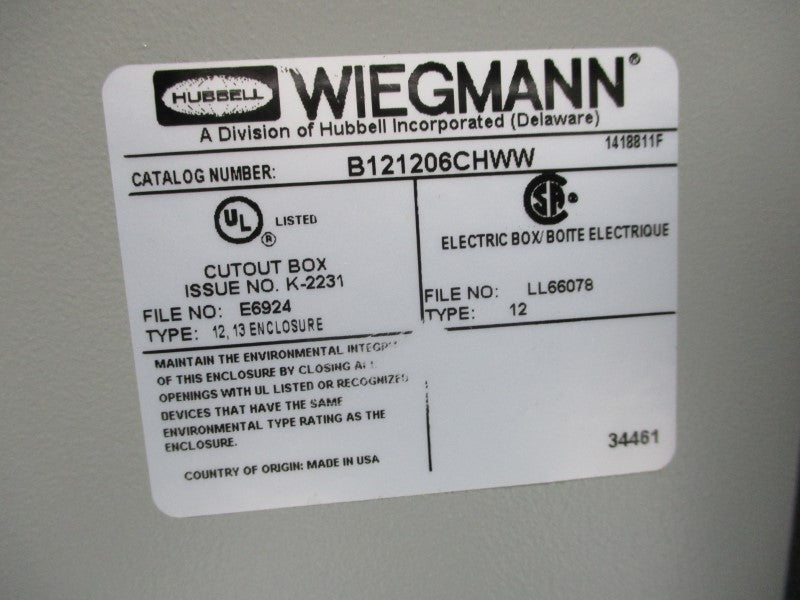 HUBBELL WIEGMANN®
A Division of Hubbell Incorporated (Delaware)
1418811F
CATALOG NUMBER: B121206CHWW
UL LISTED
®
CUTOUT BOX
ISSUE NO. K-2231
FILE NO: E6924
TYPE: 12, 13 ENCLOSURE
SA ®
ELECTRIC BOX/BOITE ELECTRIQUE
FILE NO: LL66078
TYPE: 12
MAINTAIN THE ENVIRONMENTAL
OF THIS ENCLOSURE BY CLOSING
OPENINGS WITH UL LISTED OR RECOGNIZED
DEVICES THAT HAVE THE SAME
ENVIRONMENTAL TYPE RATING AS THE
ENCLOSURE.
COUNTRY OF ORIGIN: MADE IN USA
34461